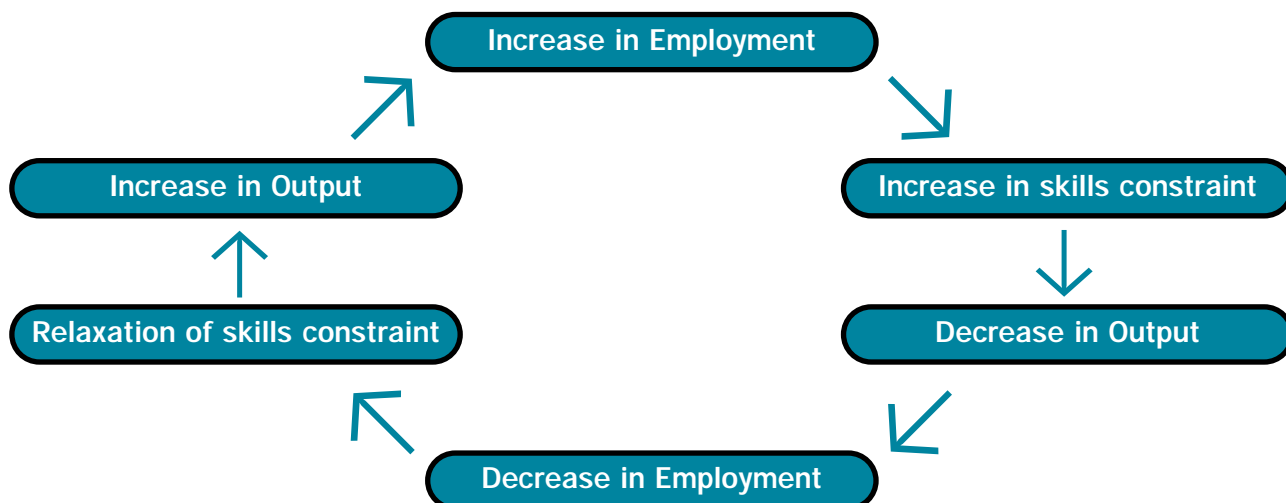 Increase in Employment
Increase in Output
Increase in skills constraint
Relaxation of skills constraint
Decrease in Output
Decrease in Employment